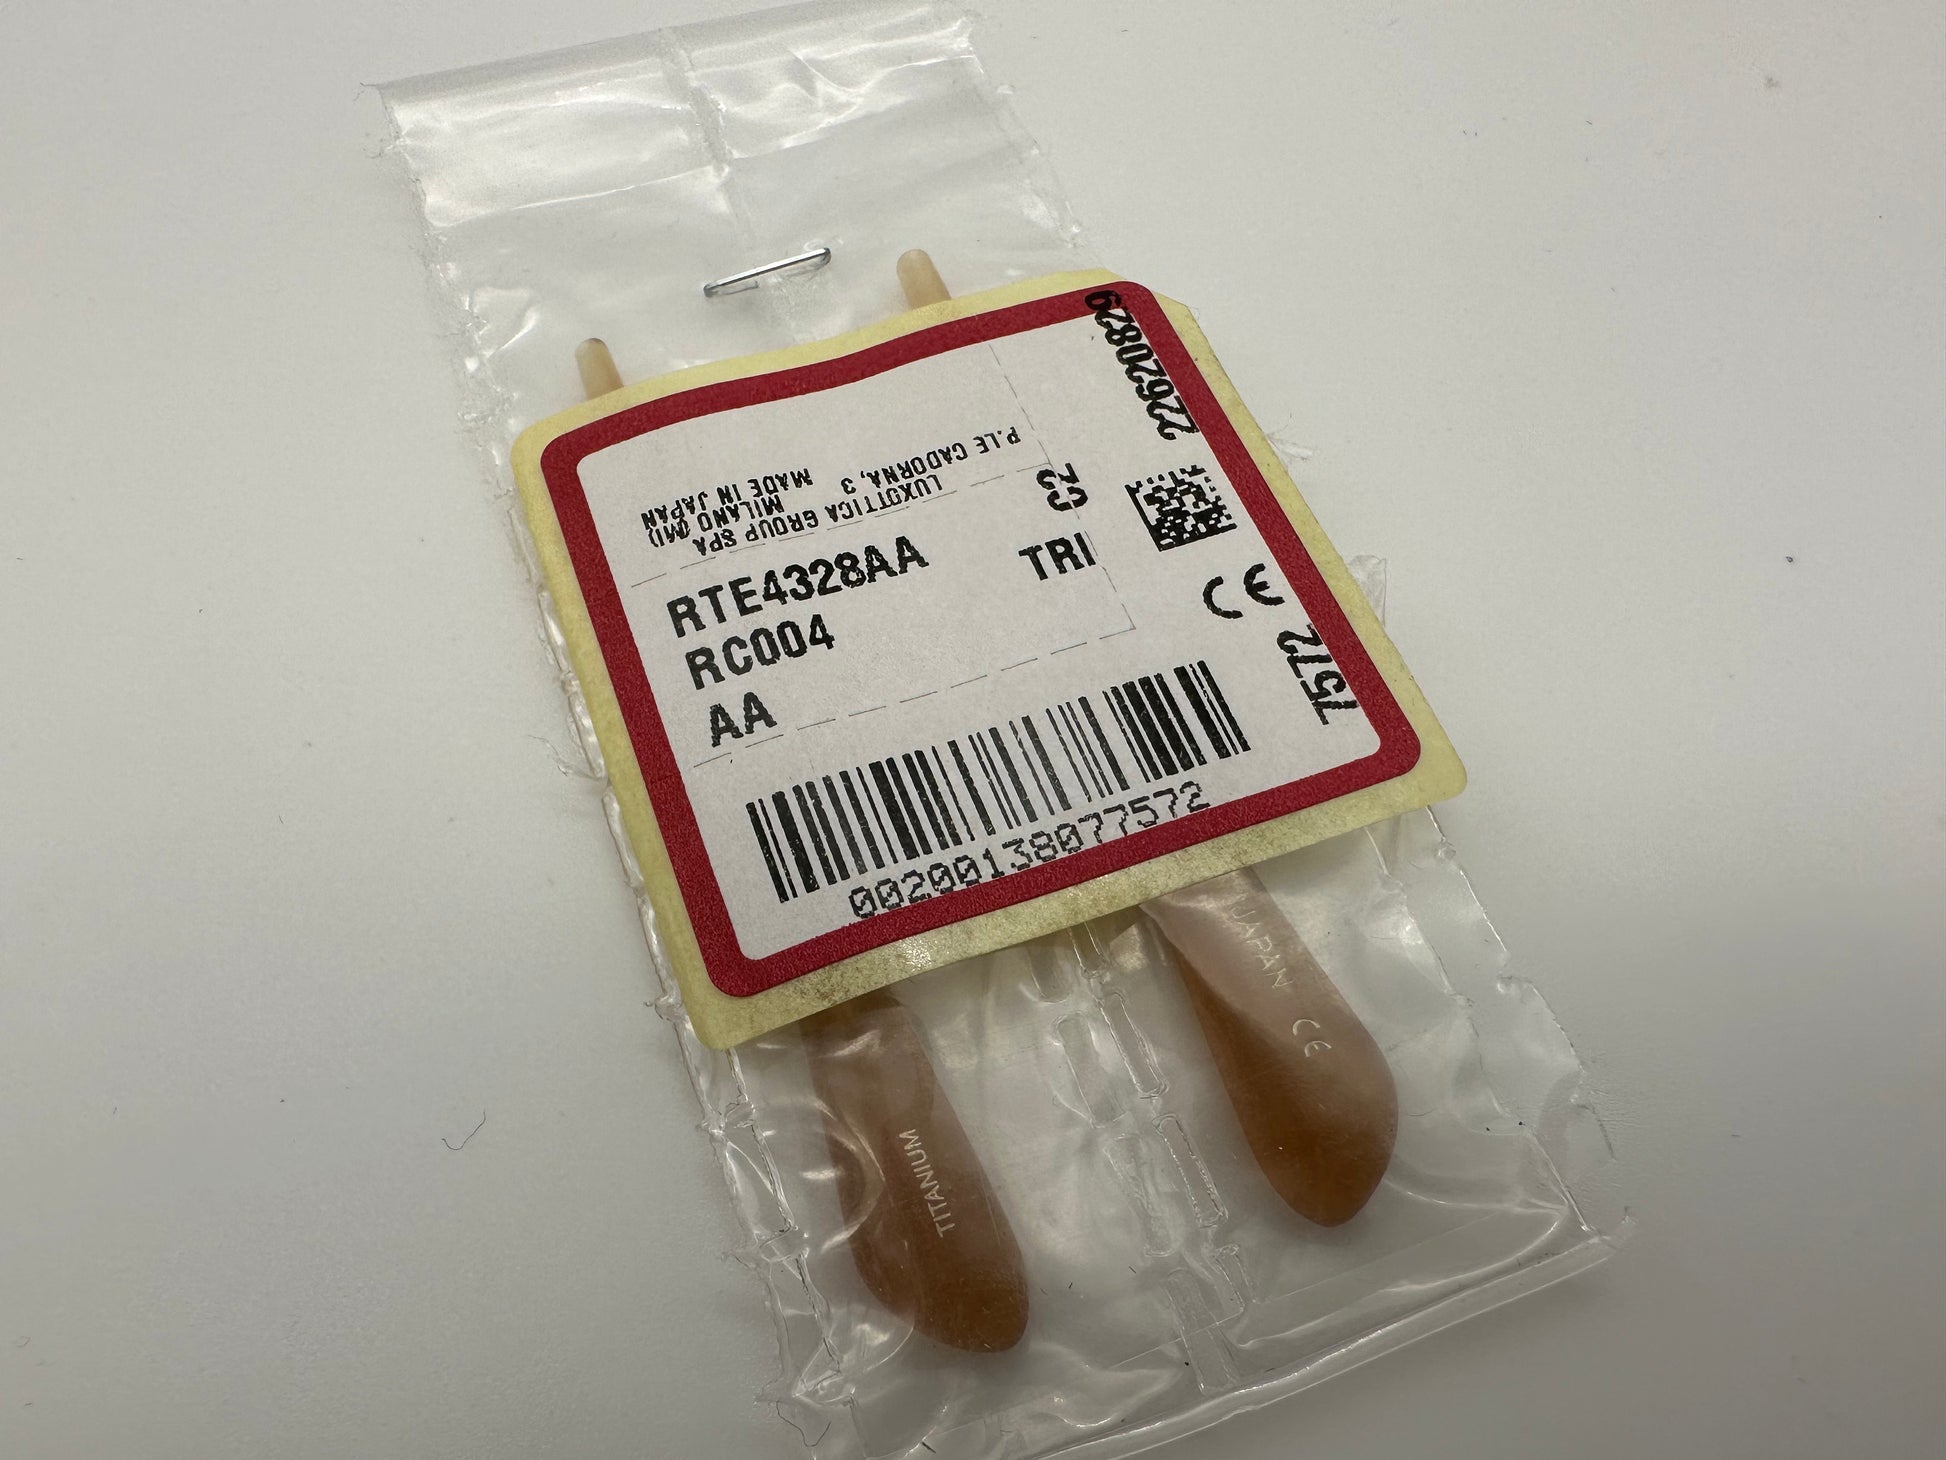 P.LE CADORNA, 3
MADE IN JAPAN
LUXOTTICA GROUP SPA
MILANO (MI)
RTE4328AA
TRI
RC004
AA
22620829
CE
7572
00200138077572
JAPAN CE
TITANIUM